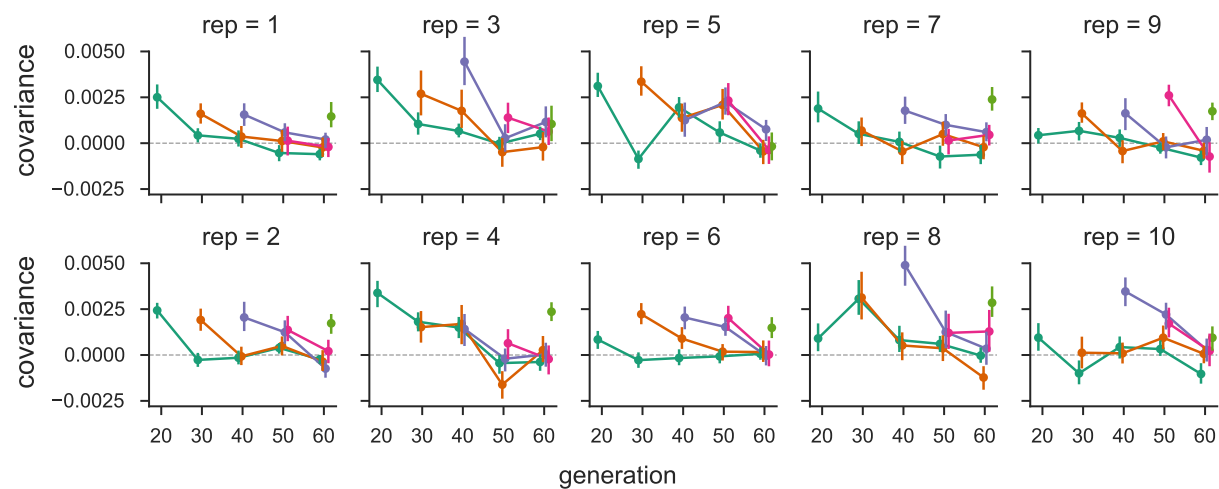 rep = 1 rep = 3 rep = 5 rep = 7 rep = 9
covariance
0.0050
0.0025
0.0000
−0.0025
rep = 2 rep = 4 rep = 6 rep = 8 rep = 10
covariance
0.0050
0.0025
0.0000
−0.0025
20 30 40 50 60 20 30 40 50 60 20 30 40 50 60 20 30 40 50 60 20 30 40 50 60
generation